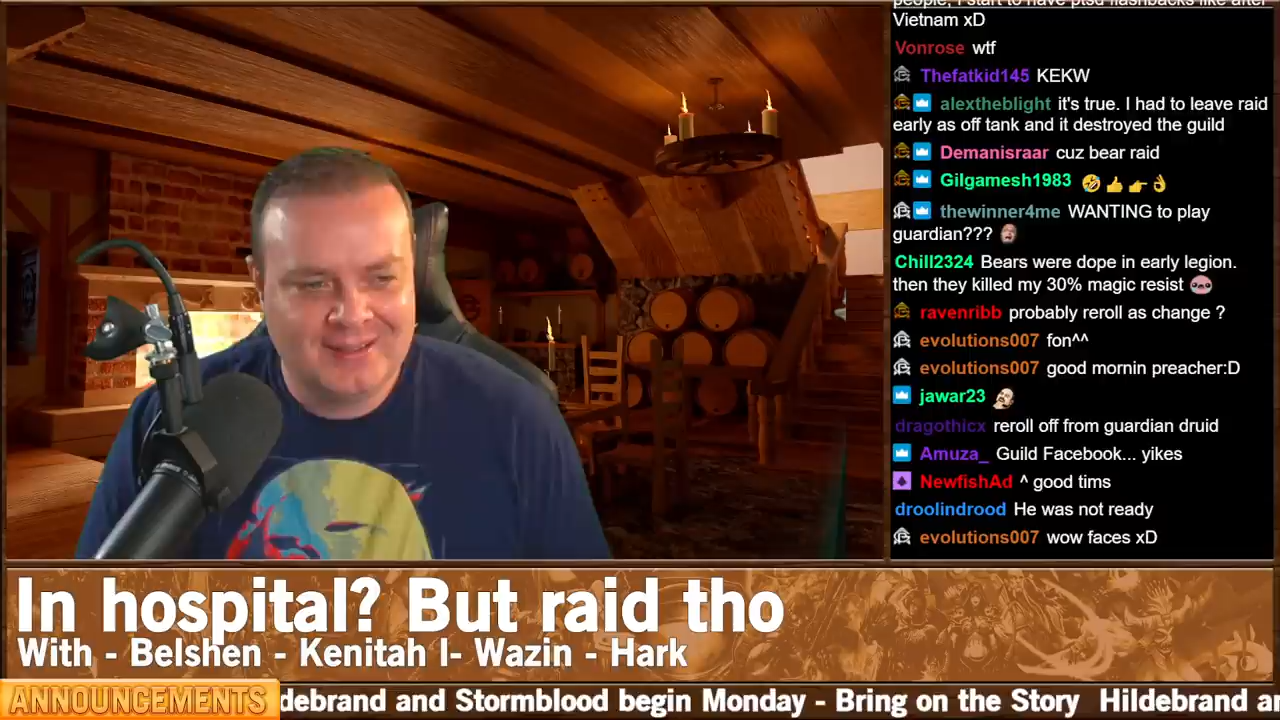 people, I start to have ptsd flashbacks like after
Vietnam xD
Vonrose wtf
Thefatkid145 KEKW
alextheblight it's true. I had to leave raid
early as off tank and it destroyed the guild
Demanisraar cuz bear raid
Gilgamesh1983 🤣👍👉👌
thewinner4me WANTING to play
guardian???
Chill2324 Bears were dope in early legion.
then they killed my 30% magic resist
ravenribb probably reroll as change ?
evolutions007 fon^^
evolutions007 good mornin preacher:D
jawar23
dragothicx reroll off from guardian druid
Amuza_ Guild Facebook... yikes
NewfishAd ^ good tims
droolindrood He was not ready
evolutions007 wow faces xD
In hospital? But raid tho
With - Belshen - Kenitah I- Wazin - Hark
ANNOUNCEMENTS
debrand and Stormblood begin Monday - Bring on the Story Hildebrand a